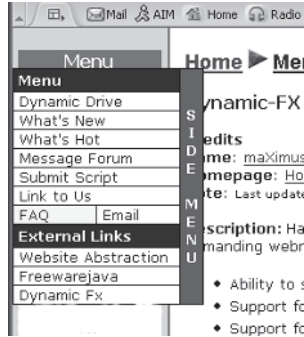 Mail AIM Home Radio
Menu
Home Me
Menu
Dynamic Drive
What's New
What's Hot
Message Forum
Submit Script
Link to Us
FAQ Email
External Links
Website Abstraction
Freewarejava
Dynamic Fx
SIDE MENU
ynamic-FX
edits
me: maXimus
mepage: Ho
te: Last update
scription: Ha
manding webr
Ability to s
Support fo
Support fo